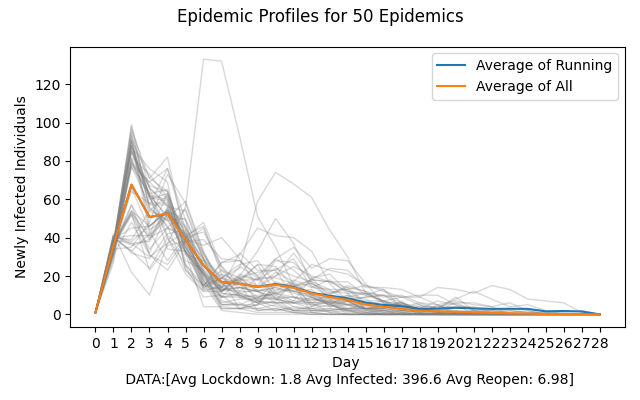 Epidemic Profiles for 50 Epidemics
Newly Infected Individuals
120
100
80
60
40
20
0
Average of Running
Average of All
0 1 2 3 4 5 6 7 8 9 10 11 12 13 14 15 16 17 18 19 20 21 22 23 24 25 26 27 28
Day
DATA:[Avg Lockdown: 1.8 Avg Infected: 396.6 Avg Reopen: 6.98]